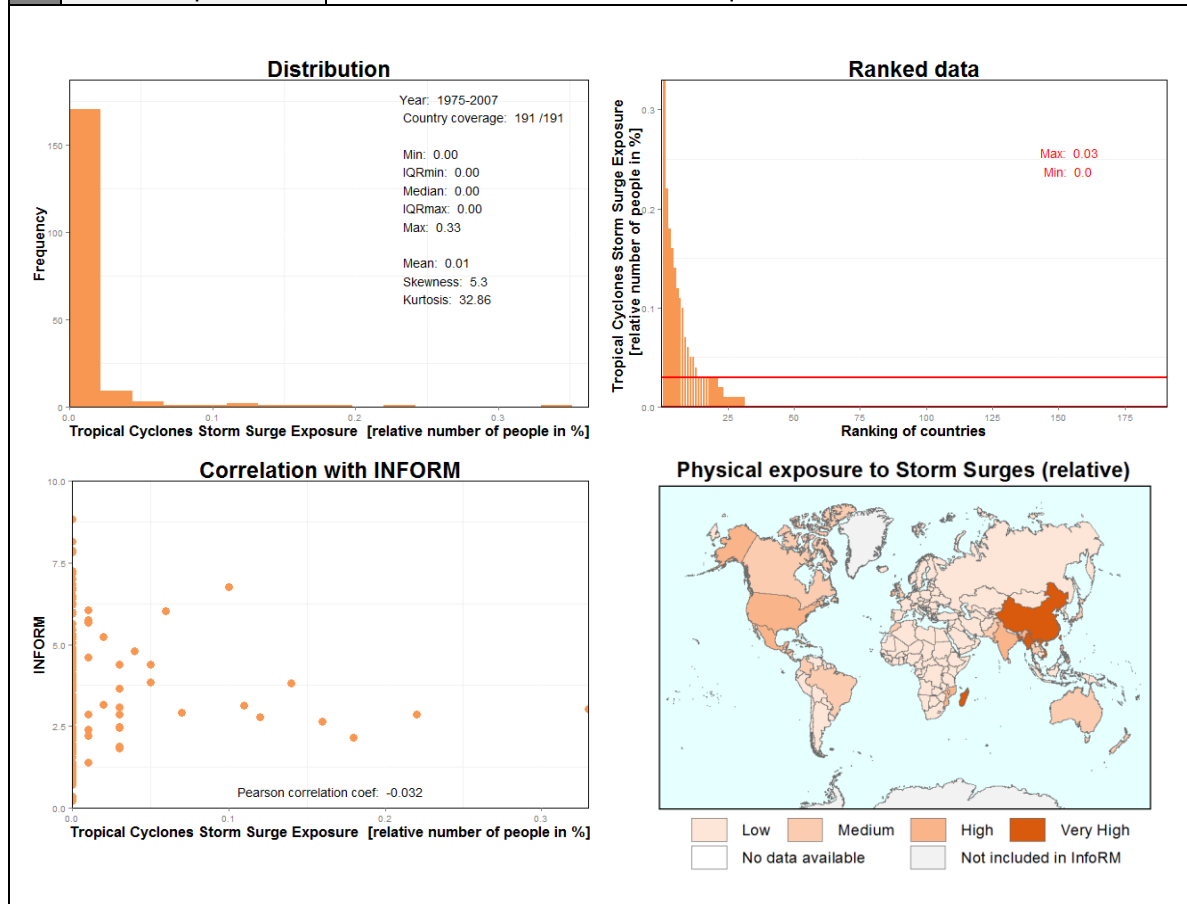 Distribution
Year: 1975-2007
Country coverage: 191 /191
Min: 0.00
IQRmin: 0.00
Median: 0.00
IQRmax: 0.00
Max: 0.33
Mean: 0.01
Skewness: 5.3
Kurtosis: 32.86
Frequency
150
100
50
0
0.0 0.1 0.2 0.3
Tropical Cyclones Storm Surge Exposure [relative number of people in %]
Ranked data
Tropical Cyclones Storm Surge Exposure
[relative number of people in %]
0.3
0.2
0.1
0.0
Max: 0.03
Min: 0.0
25 50 75 100 125 150 175
Ranking of countries
Correlation with INFORM
INFORM
10.0
7.5
5.0
2.5
0.0
Pearson correlation coef: -0.032
0.0 0.1 0.2 0.3
Tropical Cyclones Storm Surge Exposure [relative number of people in %]
Physical exposure to Storm Surges (relative)
Low Medium High Very High
No data available Not included in InfoRM